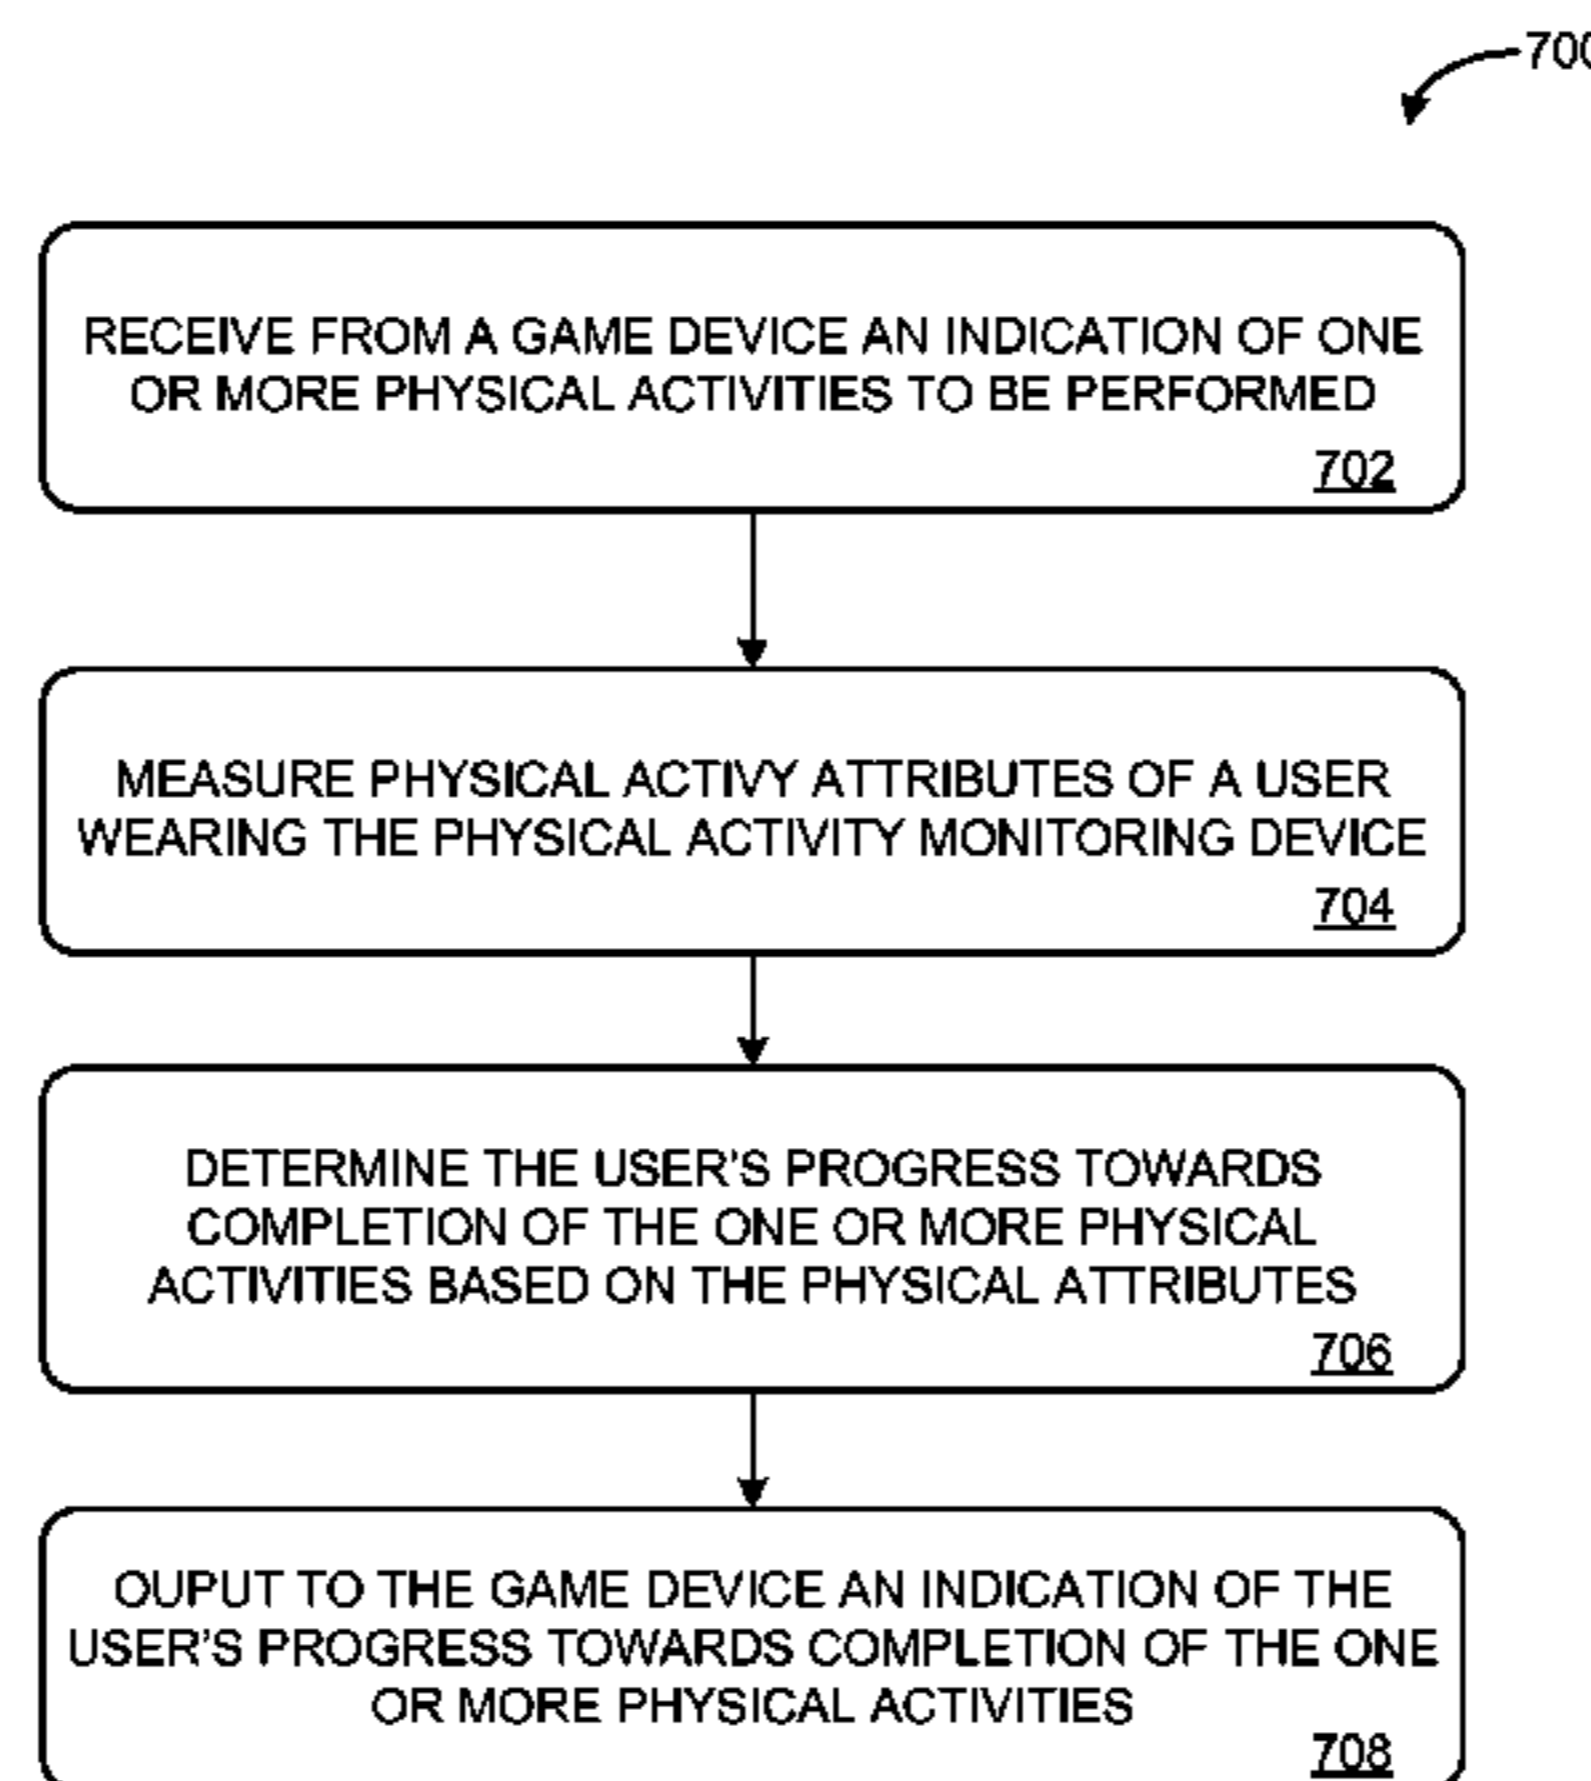 700
RECEIVE FROM A GAME DEVICE AN INDICATION OF ONE
OR MORE PHYSICAL ACTIVITIES TO BE PERFORMED
702
MEASURE PHYSICAL ACTIVY ATTRIBUTES OF A USER
WEARING THE PHYSICAL ACTIVITY MONITORING DEVICE
704
DETERMINE THE USER'S PROGRESS TOWARDS
COMPLETION OF THE ONE OR MORE PHYSICAL
ACTIVITIES BASED ON THE PHYSICAL ATTRIBUTES
706
OUPUT TO THE GAME DEVICE AN INDICATION OF THE
USER'S PROGRESS TOWARDS COMPLETION OF THE ONE
OR MORE PHYSICAL ACTIVITIES
708